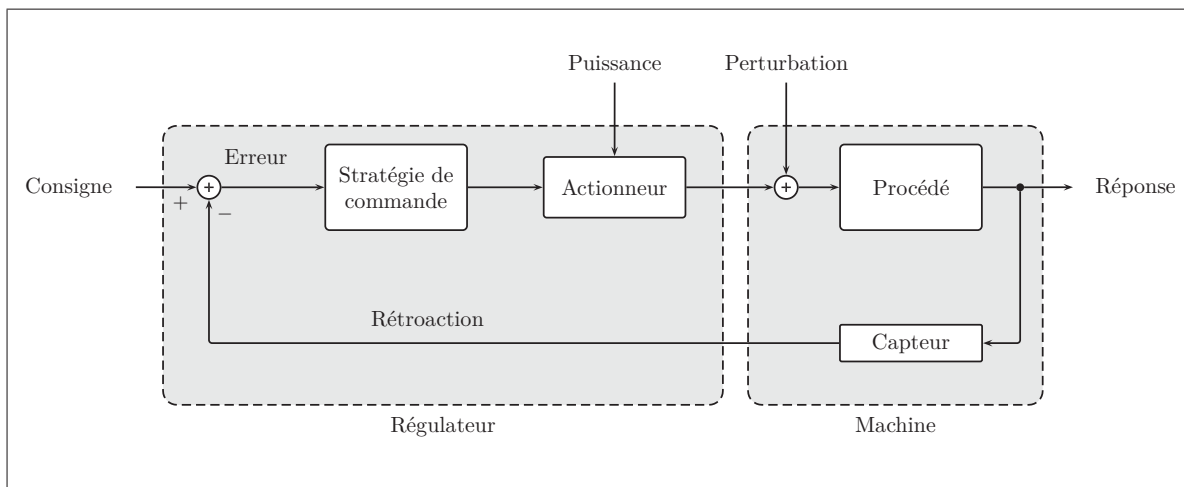 Puissance
Perturbation
Erreur
Stratégie de
commande
Actionneur
Procédé
Consigne
Réponse
+
+
−
+
Rétroaction
Capteur
Régulateur
Machine